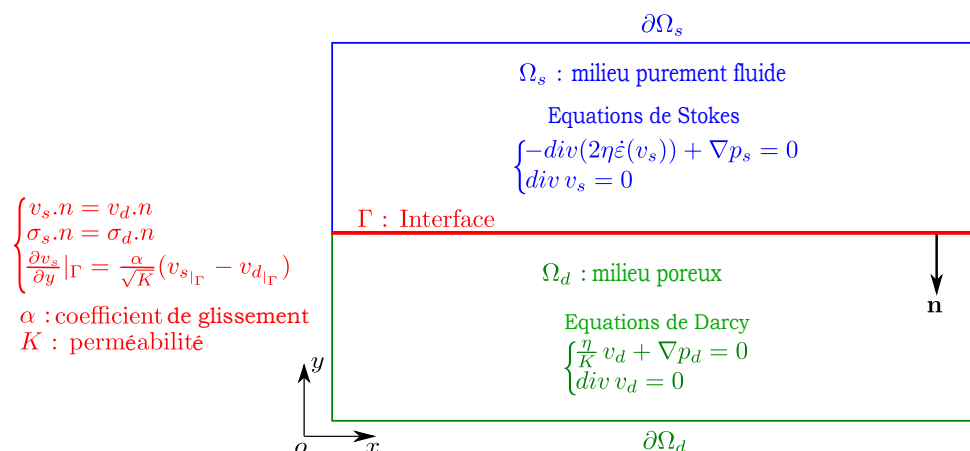 ∂Ω_s
Ω_s : milieu purement fluide
Equations de Stokes
−div(2ηε̇(v_s)) + ∇p_s = 0
div v_s = 0
Γ : Interface
v_s.n = v_d.n
σ_s.n = σ_d.n
∂v_s/∂y|_Γ = α/√K (v_s|_Γ − v_d|_Γ)
α : coefficient de glissement
K : perméabilité
Ω_d : milieu poreux
n
Equations de Darcy
η/K v_d + ∇p_d = 0
div v_d = 0
y
o
x
∂Ω_d